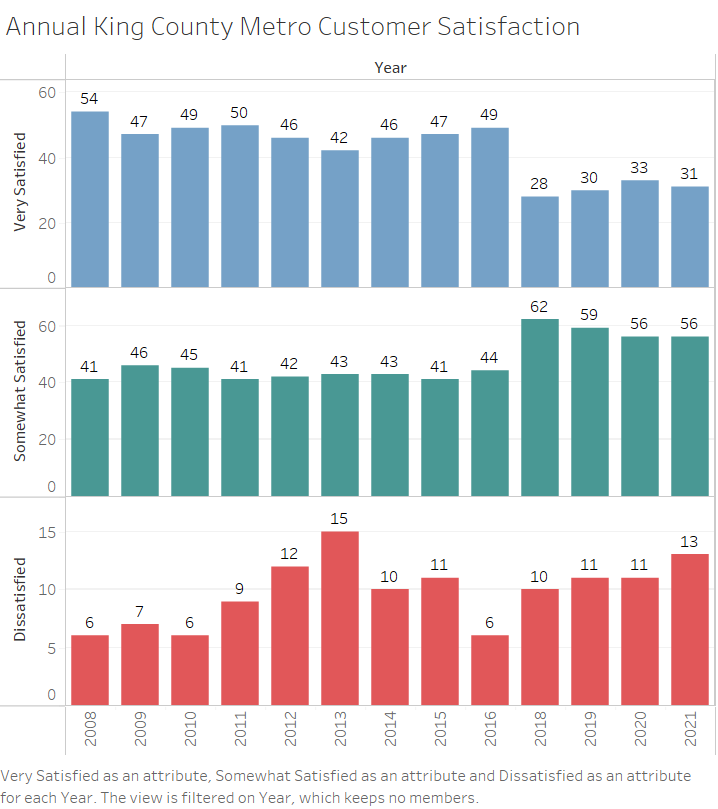 Annual King County Metro Customer Satisfaction
Year
Very Satisfied
60
40
20
0
54 47 49 50 46 42 46 47 49 28 30 33 31
Somewhat Satisfied
60
40
20
0
41 46 45 41 42 43 43 41 44 62 59 56 56
Dissatisfied
15
10
5
0
6 7 6 9 12 15 10 11 6 10 11 11 13
2008 2009 2010 2011 2012 2013 2014 2015 2016 2018 2019 2020 2021
Very Satisfied as an attribute, Somewhat Satisfied as an attribute and Dissatisfied as an attribute
for each Year. The view is filtered on Year, which keeps no members.